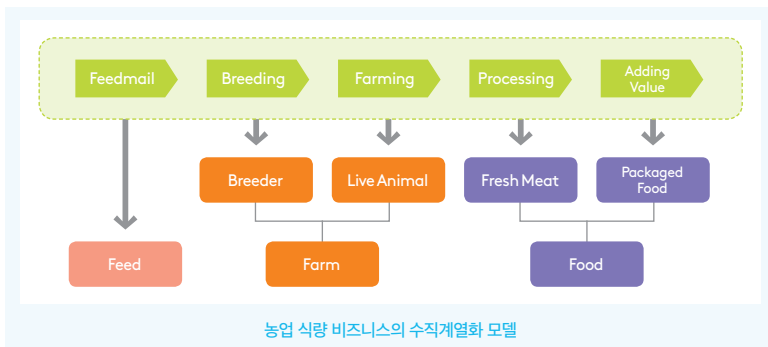 Feedmail
Breeding
Farming
Processing
Adding
Value
Breeder
Live Animal
Fresh Meat
Packaged
Food
Feed
Farm
Food
농업 식량 비즈니스의 수직계열화 모델